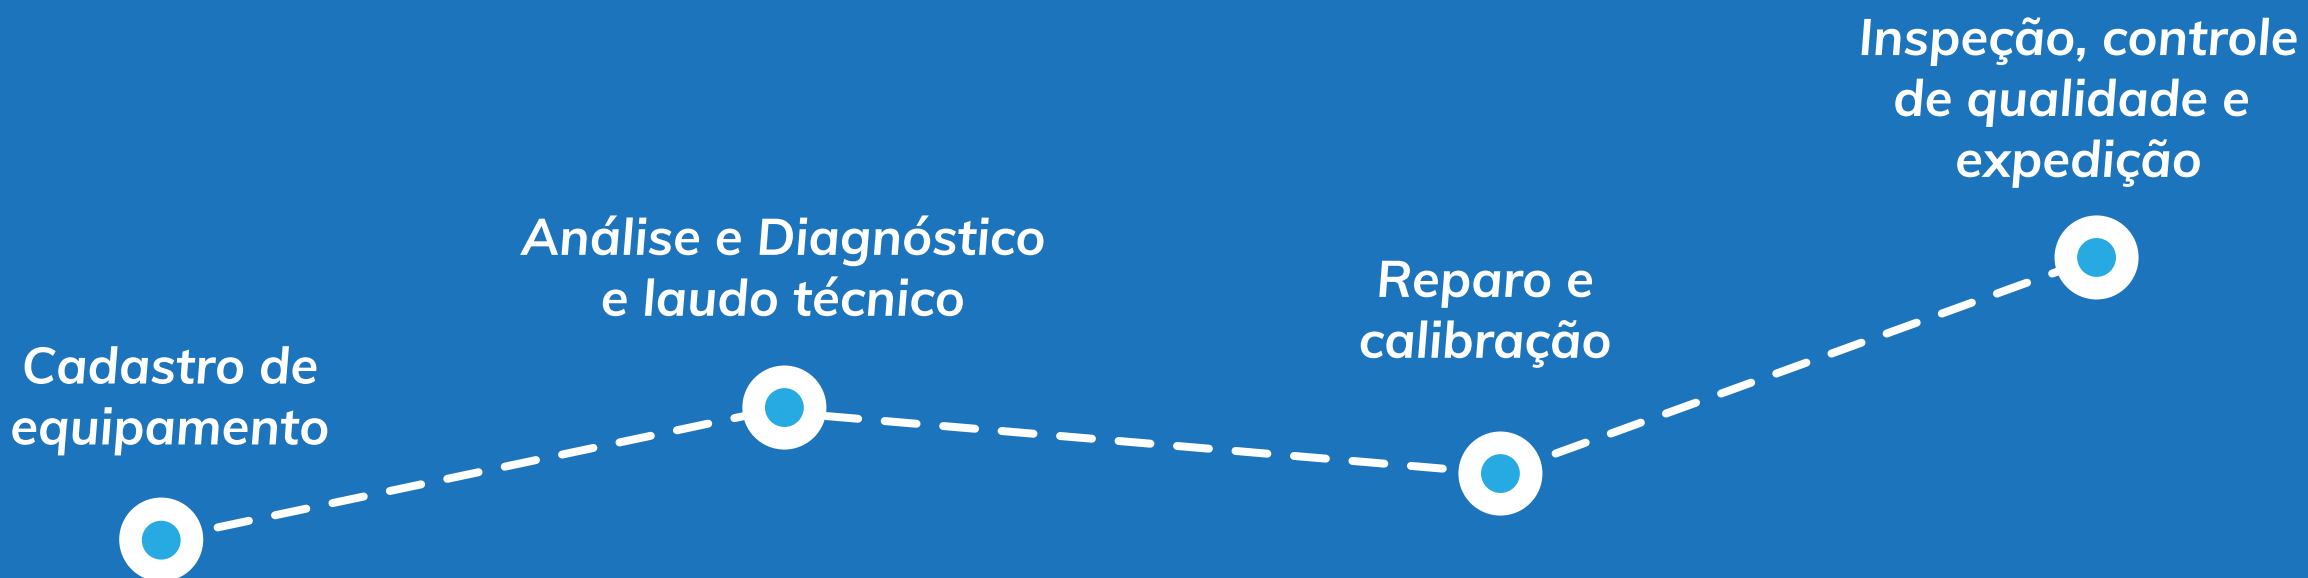 Cadastro de
equipamento
Análise e Diagnóstico
e laudo técnico
Reparo e
calibração
Inspeção, controle
de qualidade e
expedição